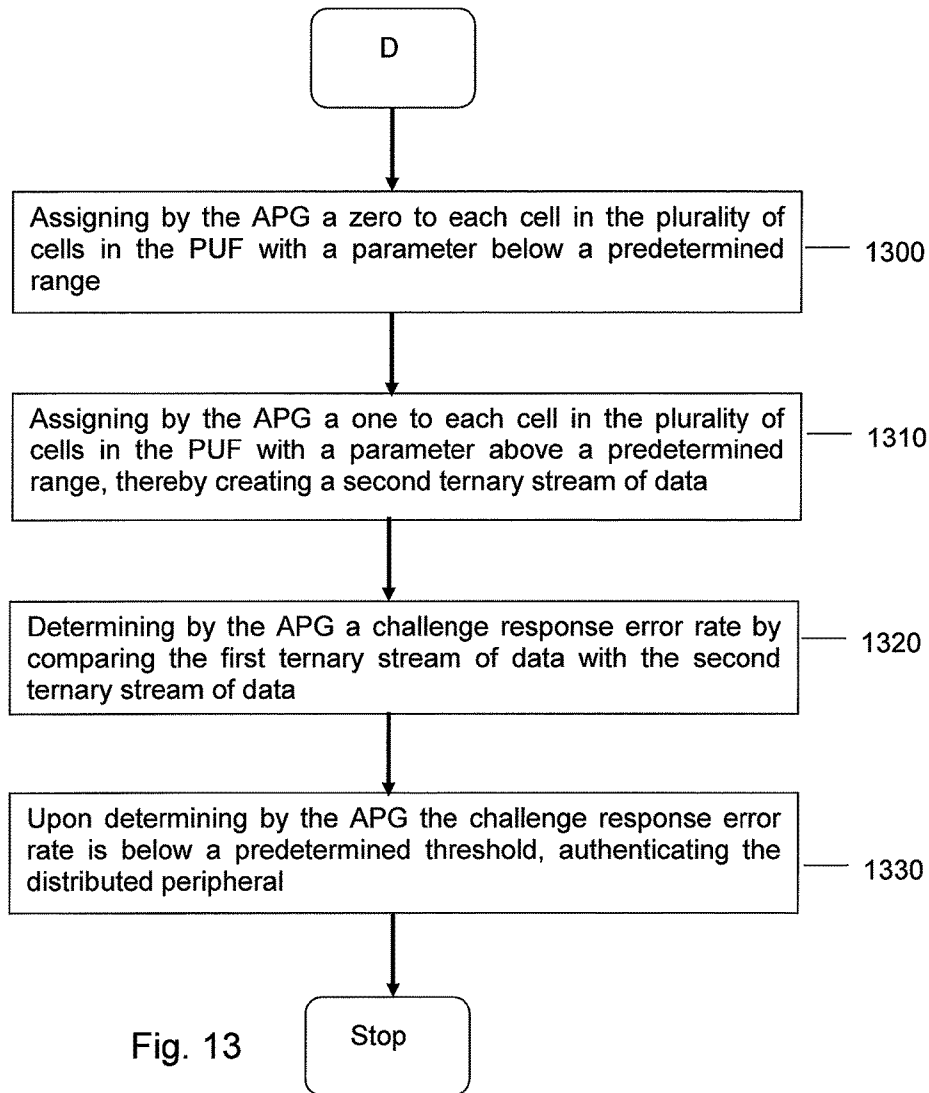 D
Assigning by the APG a zero to each cell in the plurality of
cells in the PUF with a parameter below a predetermined
range
1300
Assigning by the APG a one to each cell in the plurality of
cells in the PUF with a parameter above a predetermined
range, thereby creating a second ternary stream of data
1310
Determining by the APG a challenge response error rate by
comparing the first ternary stream of data with the second
ternary stream of data
1320
Upon determining by the APG the challenge response error
rate is below a predetermined threshold, authenticating the
distributed peripheral
1330
Stop
Fig. 13